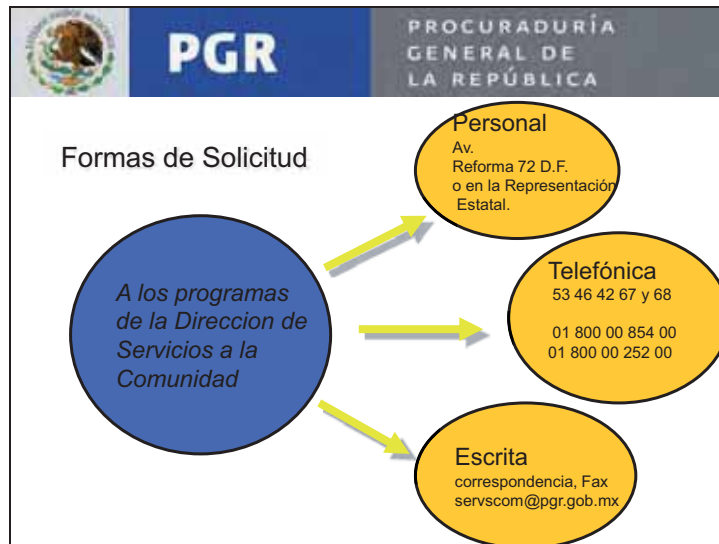 PGR
PROCURADURÍA
GENERAL DE
LA REPÚBLICA
Formas de Solicitud
A los programas
de la Direccion de
Servicios a la
Comunidad
Personal
Av.
Reforma 72 D.F.
o en la Representación
Estatal.
Telefónica
53 46 42 67 y 68
01 800 00 854 00
01 800 00 252 00
Escrita
correspondencia, Fax
servscom@pgr.gob.mx